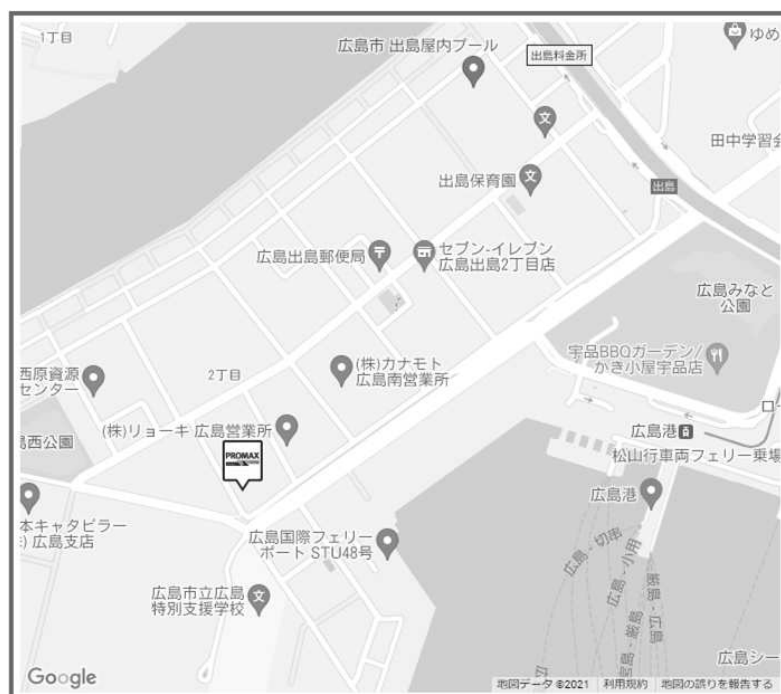 1丁目
広島市 出島屋内プール
出島料金所
ゆめ
田中学習会
出島保育園
出島
広島出島郵便局
セブン-イレブン
広島出島2丁目店
広島みなと
公園
宇品BBQガーデン/
かき小屋宇品店
(株)カナモト
広島南営業所
西原資源
センター
2丁目
(株)リョーキ 広島営業所
島西公園
PROMAX
広島港
松山行車両フェリー乗場
広島港
本キャタピラー
広島支店
広島国際フェリー
ポート STU48号
広島 - 切串
広島 - 小用
広島市立広島
特別支援学校
広島シー
Google
地図データ ©2021
利用規約
地図の誤りを報告する